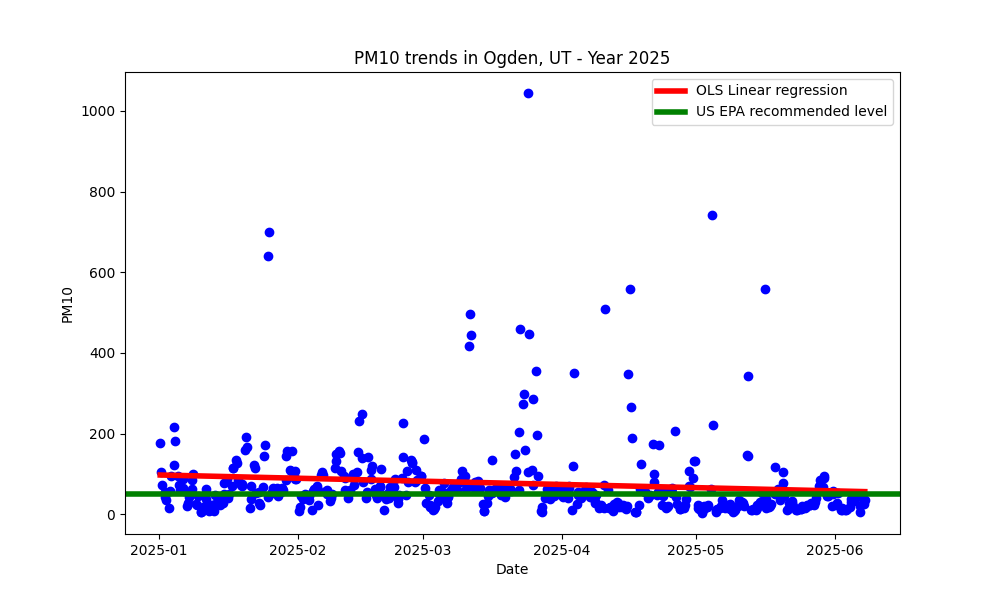 PM10 trends in Ogden, UT - Year 2025
OLS Linear regression
US EPA recommended level
1000
800
600
400
200
0
PM10
2025-01
2025-02
2025-03
2025-04
2025-05
2025-06
Date